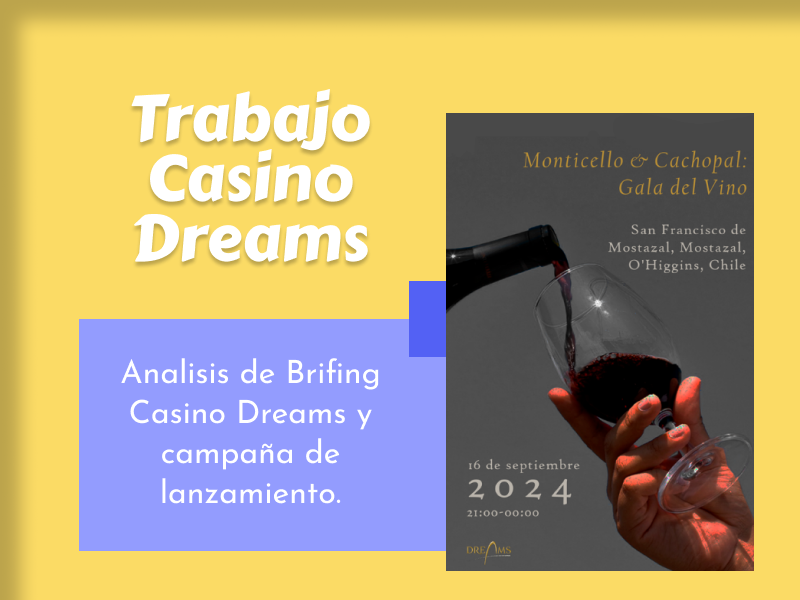 Trabajo
Casino
Dreams
Analisis de Brifing
Casino Dreams y
campaña de
lanzamiento.
Monticello & Cachopal:
Gala del Vino
San Francisco de
Mostazal, Mostazal,
O'Higgins, Chile
16 de septiembre
2024
21:00-00:00
DREAMS